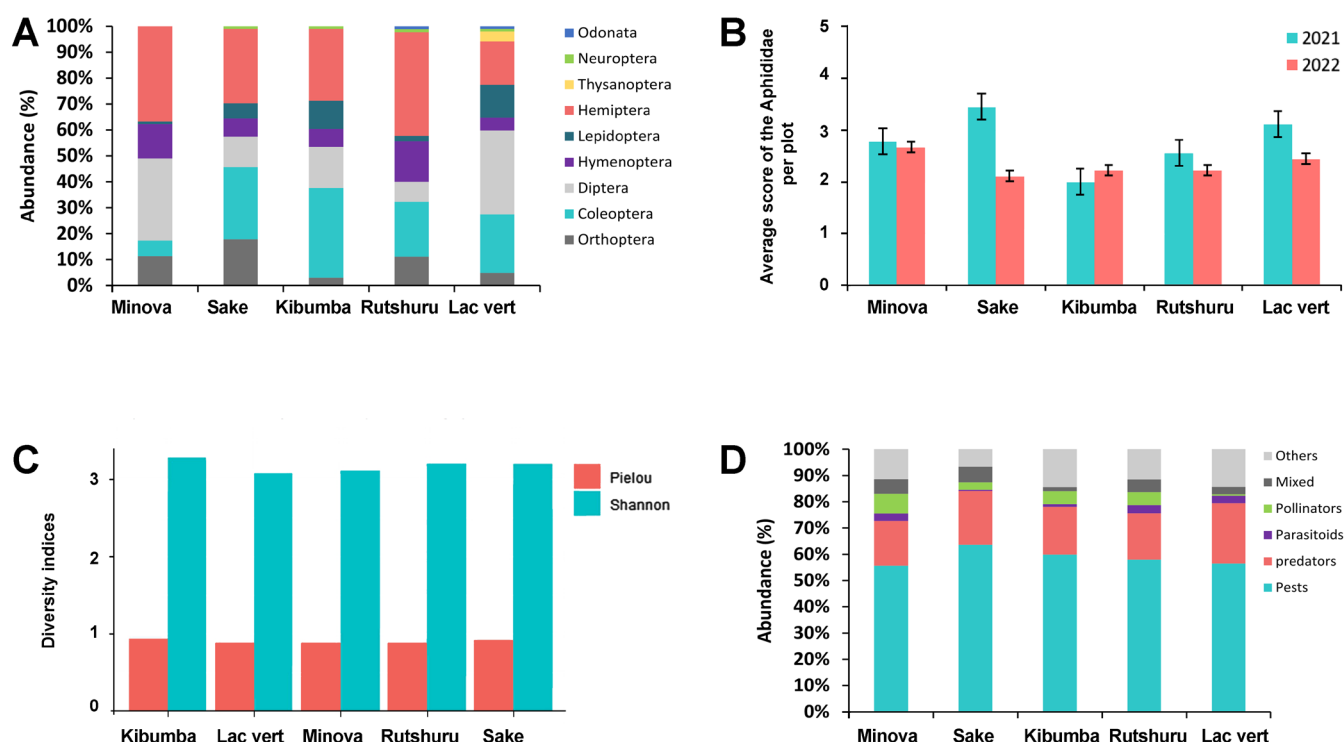 A
Abundance (%)
100%
90%
80%
70%
60%
50%
40%
30%
20%
10%
0%
Minova Sake Kibumba Rutshuru Lac vert
Odonata
Neuroptera
Thysanoptera
Hemiptera
Lepidoptera
Hymenoptera
Diptera
Coleoptera
Orthoptera
B
Average score of the Aphididae
per plot
5
4
3
2
1
0
Minova Sake Kibumba Rutshuru Lac vert
2021
2022
C
Diversity indices
3
2
1
0
Kibumba Lac vert Minova Rutshuru Sake
Pielou
Shannon
D
Abundance (%)
100%
90%
80%
70%
60%
50%
40%
30%
20%
10%
0%
Minova Sake Kibumba Rutshuru Lac vert
Others
Mixed
Pollinators
Parasitoids
predators
Pests